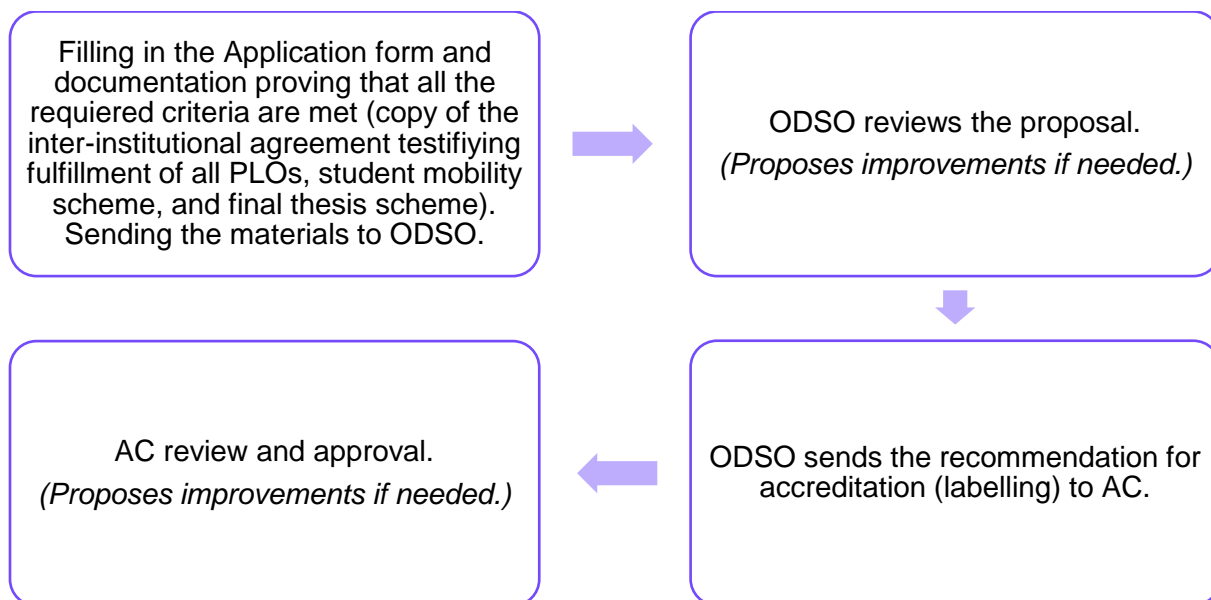 Filling in the Application form and
documentation proving that all the
requiered criteria are met (copy of the
inter-institutional agreement testifiying
fulfillment of all PLOs, student mobility
scheme, and final thesis scheme).
Sending the materials to ODSO.
ODSO reviews the proposal.
(Proposes improvements if needed.)
ODSO sends the recommendation for
accreditation (labelling) to AC.
AC review and approval.
(Proposes improvements if needed.)